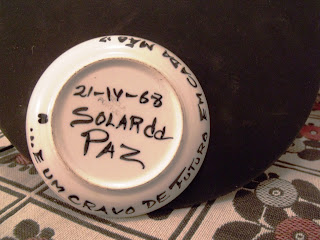 21-IV-68
SOLAR da
PAZ
EM CADA MÃO
... E UM CRAVO DE FUTURO